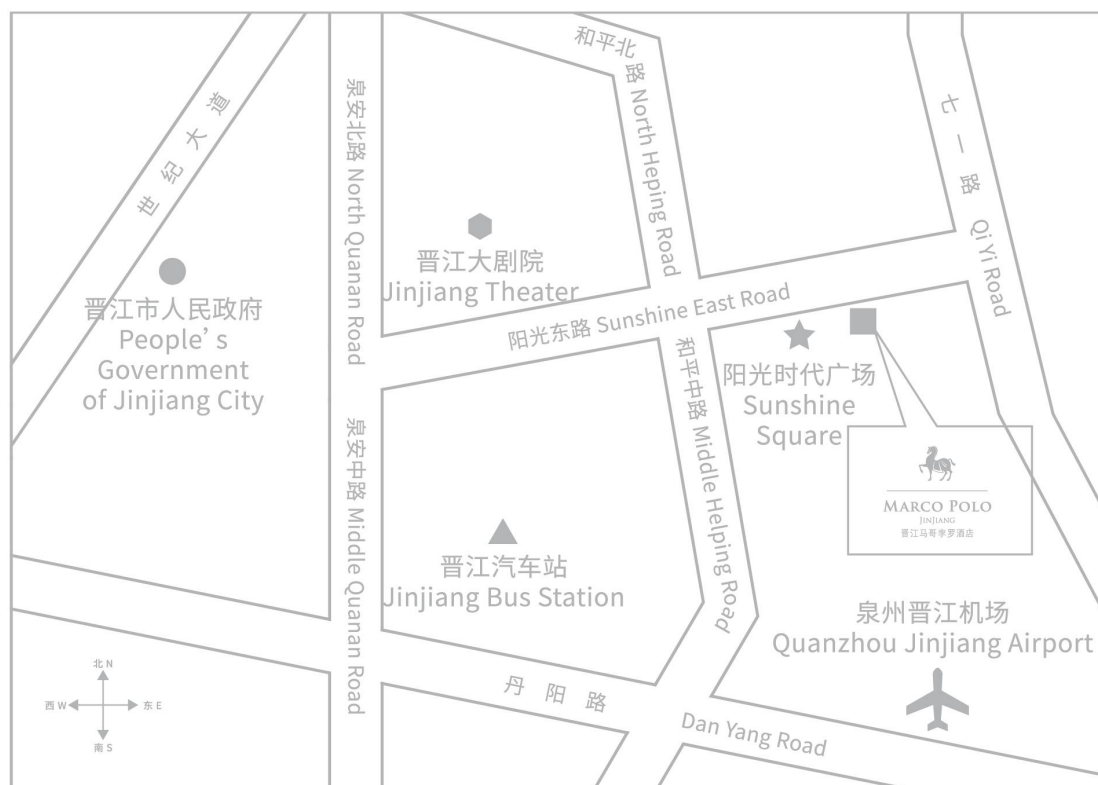 世纪大道
泉安北路 North Quanan Road
和平北路 North Heping Road
七一路 Qi Yi Road
晋江大剧院
Jinjiang Theater
晋江市人民政府
People’s
Government
of Jinjiang City
阳光东路 Sunshine East Road
阳光时代广场
Sunshine
Square
和平中路 Middle Helping Road
泉安中路 Middle Quanan Road
MARCO POLO
JINJIANG
晋江马哥孛罗酒店
晋江汽车站
Jinjiang Bus Station
泉州晋江机场
Quanzhou Jinjiang Airport
丹阳路 Dan Yang Road
北 N
西 W
东 E
南 S